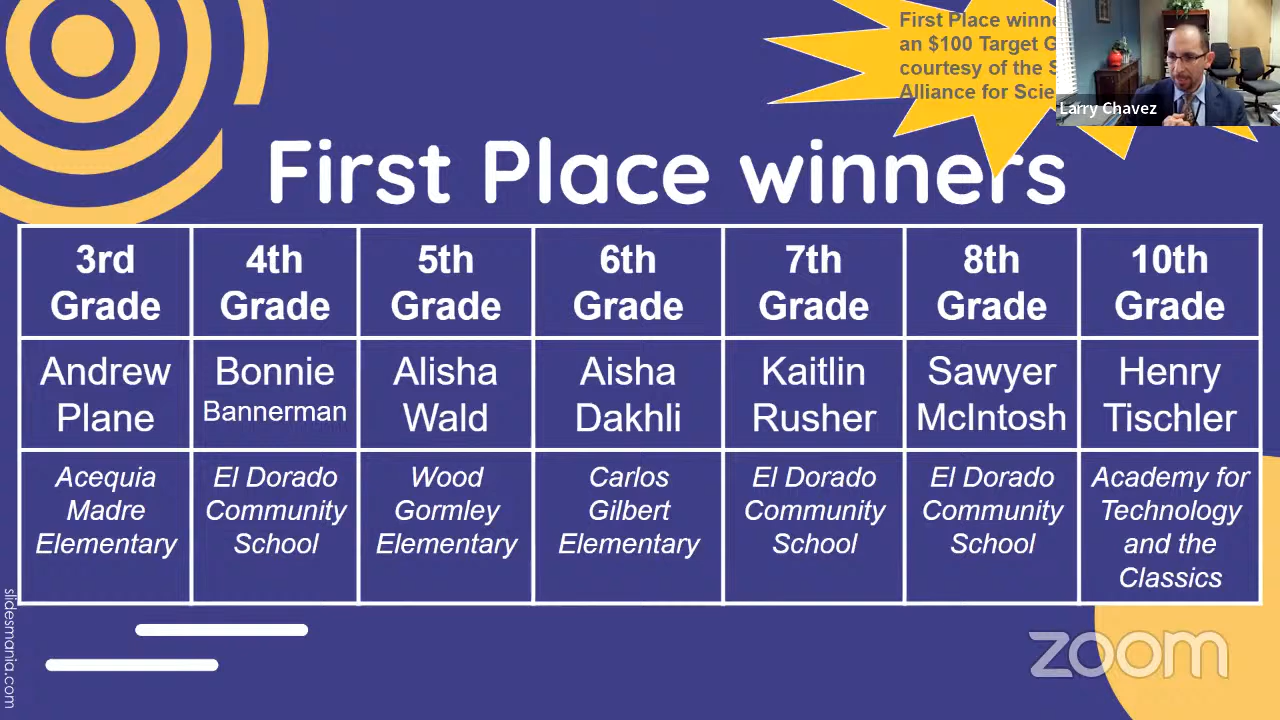 First Place
an $100 Target
courtesy of the
Alliance for
Larry Chavez
First Place winners
3rd
Grade
4th
Grade
5th
Grade
6th
Grade
7th
Grade
8th
Grade
10th
Grade
Andrew
Plane
Bonnie
Bannerman
Alisha
Wald
Aisha
Dakhli
Kaitlin
Rusher
Sawyer
McIntosh
Henry
Tischler
Acequia
Madre
Elementary
El Dorado
Community
School
Wood
Gormley
Elementary
Carlos
Gilbert
Elementary
El Dorado
Community
School
El Dorado
Community
School
Academy for
Technology
and the
Classics
slidesmania.com
zoom